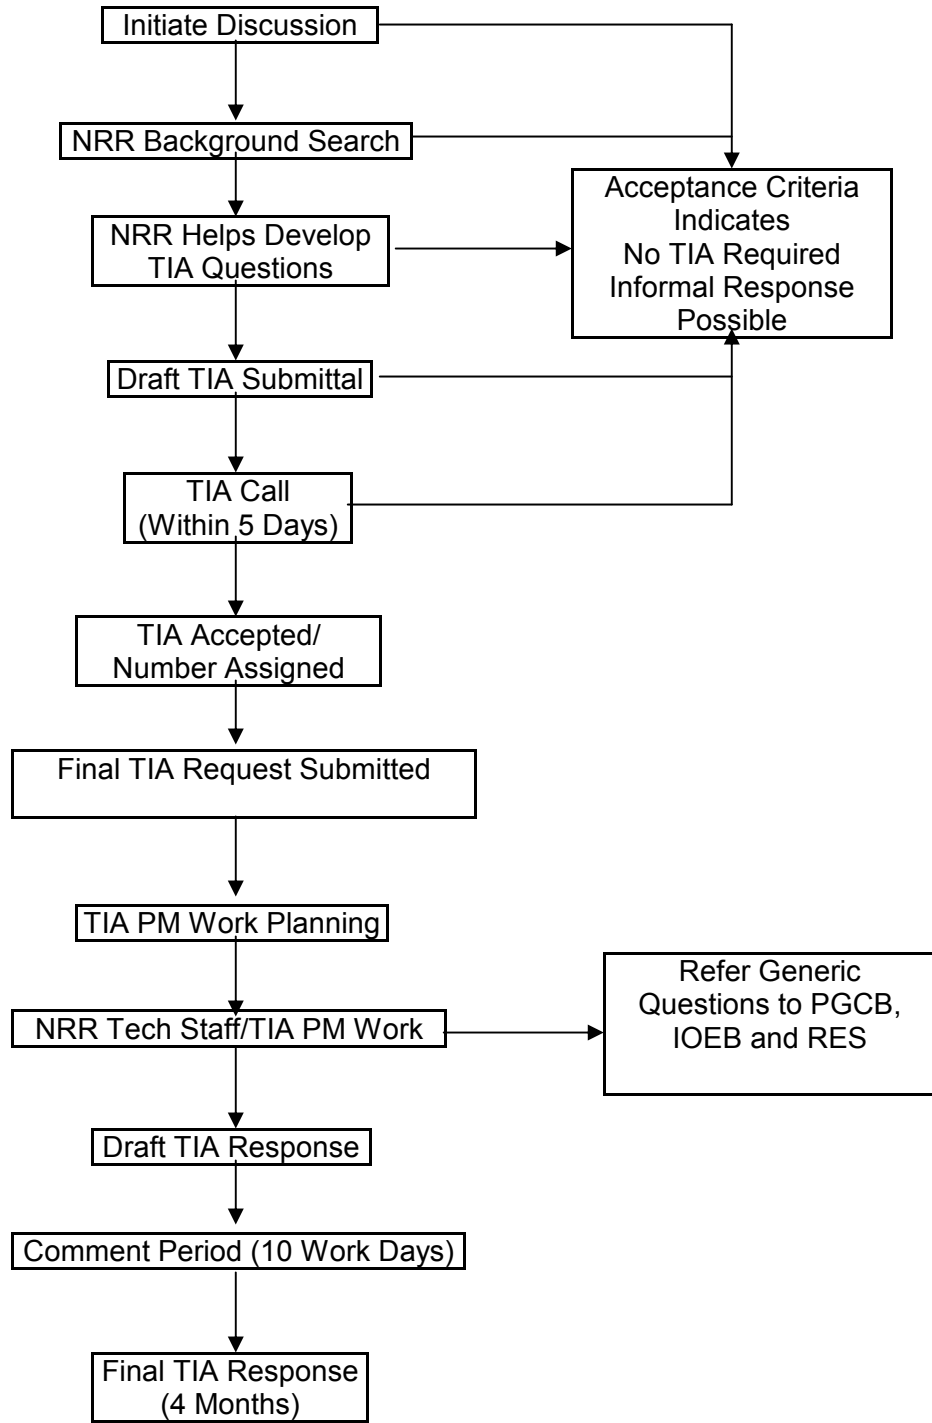 Initiate Discussion
NRR Background Search
Acceptance Criteria
Indicates
No TIA Required
Informal Response
Possible
NRR Helps Develop
TIA Questions
Draft TIA Submittal
TIA Call
(Within 5 Days)
TIA Accepted/
Number Assigned
Final TIA Request Submitted
TIA PM Work Planning
NRR Tech Staff/TIA PM Work
Refer Generic
Questions to PGCB,
IOEB and RES
Draft TIA Response
Comment Period (10 Work Days)
Final TIA Response
(4 Months)